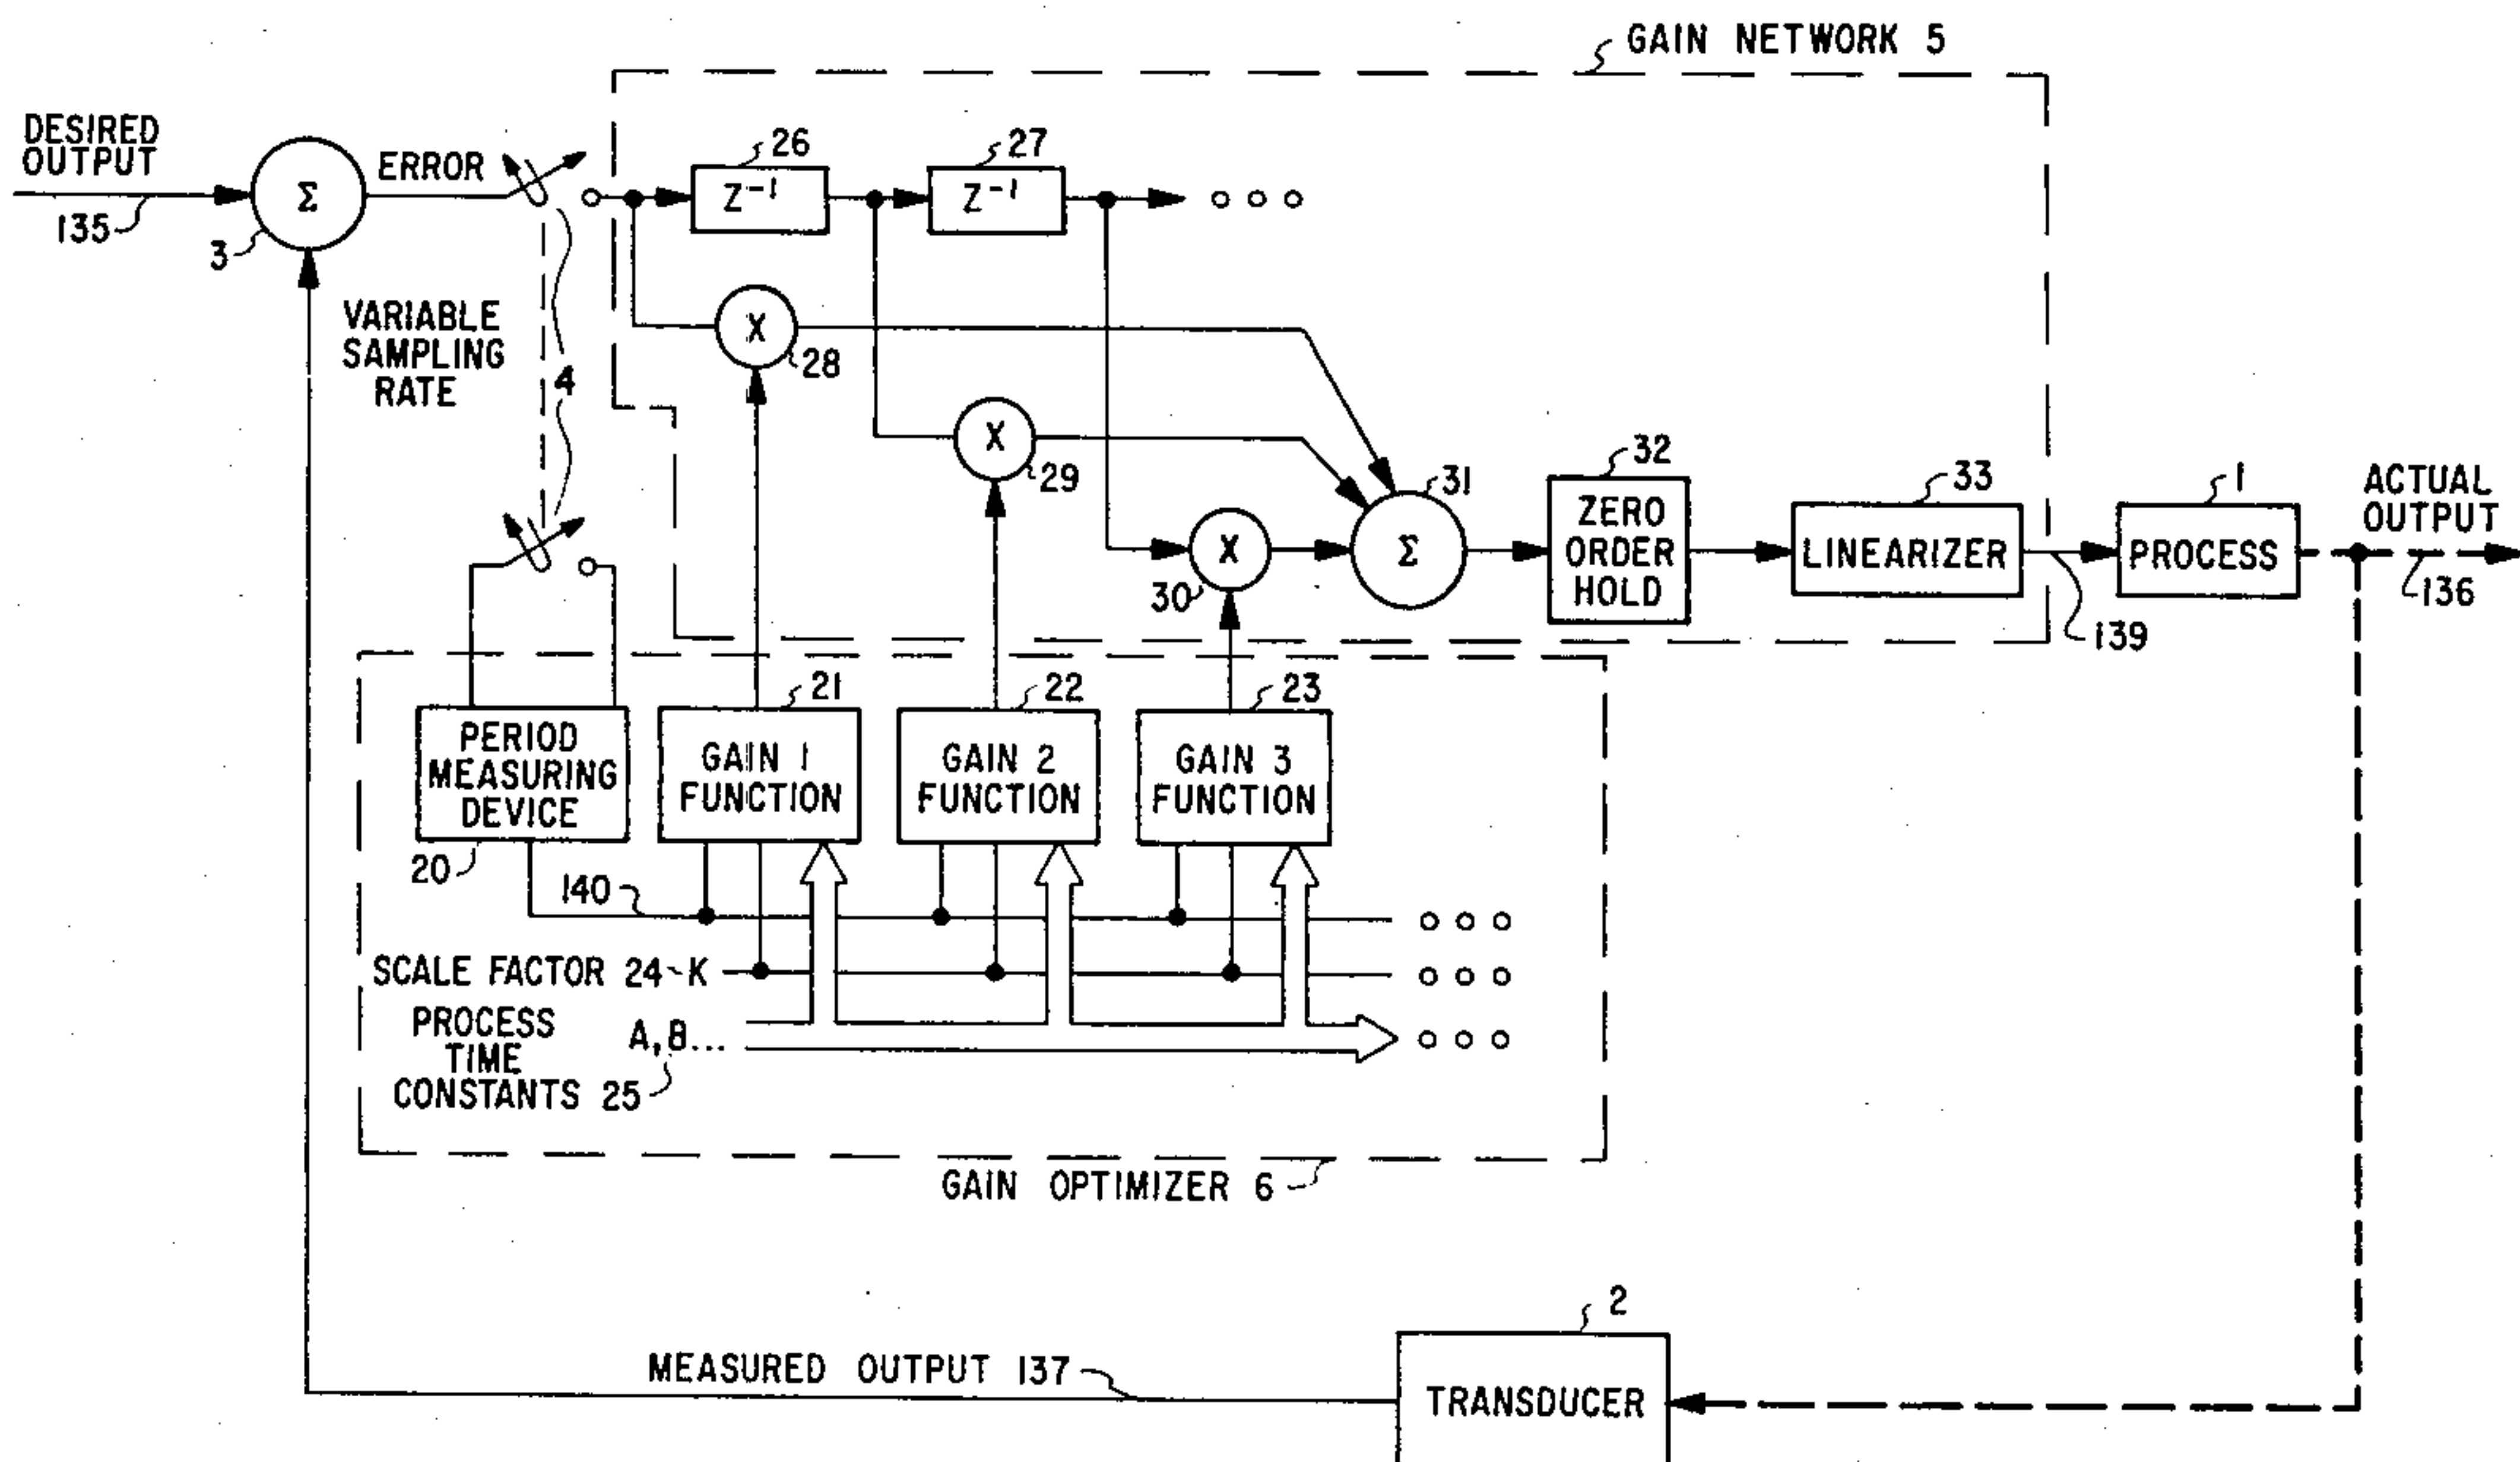 GAIN NETWORK 5
DESIRED
OUTPUT
135
Σ
3
ERROR
26
Z⁻¹
27
Z⁻¹
VARIABLE
SAMPLING
RATE
4
X
28
X
29
X
30
Σ
31
32
ZERO
ORDER
HOLD
33
LINEARIZER
139
1
PROCESS
ACTUAL
OUTPUT
136
PERIOD
MEASURING
DEVICE
20
21
GAIN 1
FUNCTION
22
GAIN 2
FUNCTION
23
GAIN 3
FUNCTION
140
SCALE FACTOR 24 K
PROCESS
TIME
CONSTANTS 25
A,B...
GAIN OPTIMIZER 6
MEASURED OUTPUT 137
2
TRANSDUCER